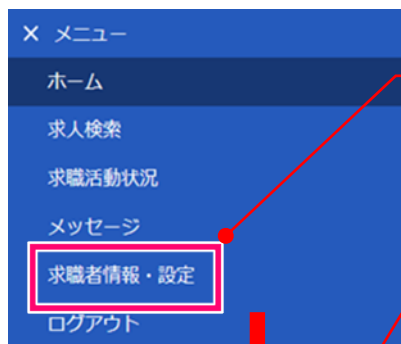 × メニュー
ホーム
求人検索
求職活動状況
メッセージ
求職者情報・設定
ログアウト